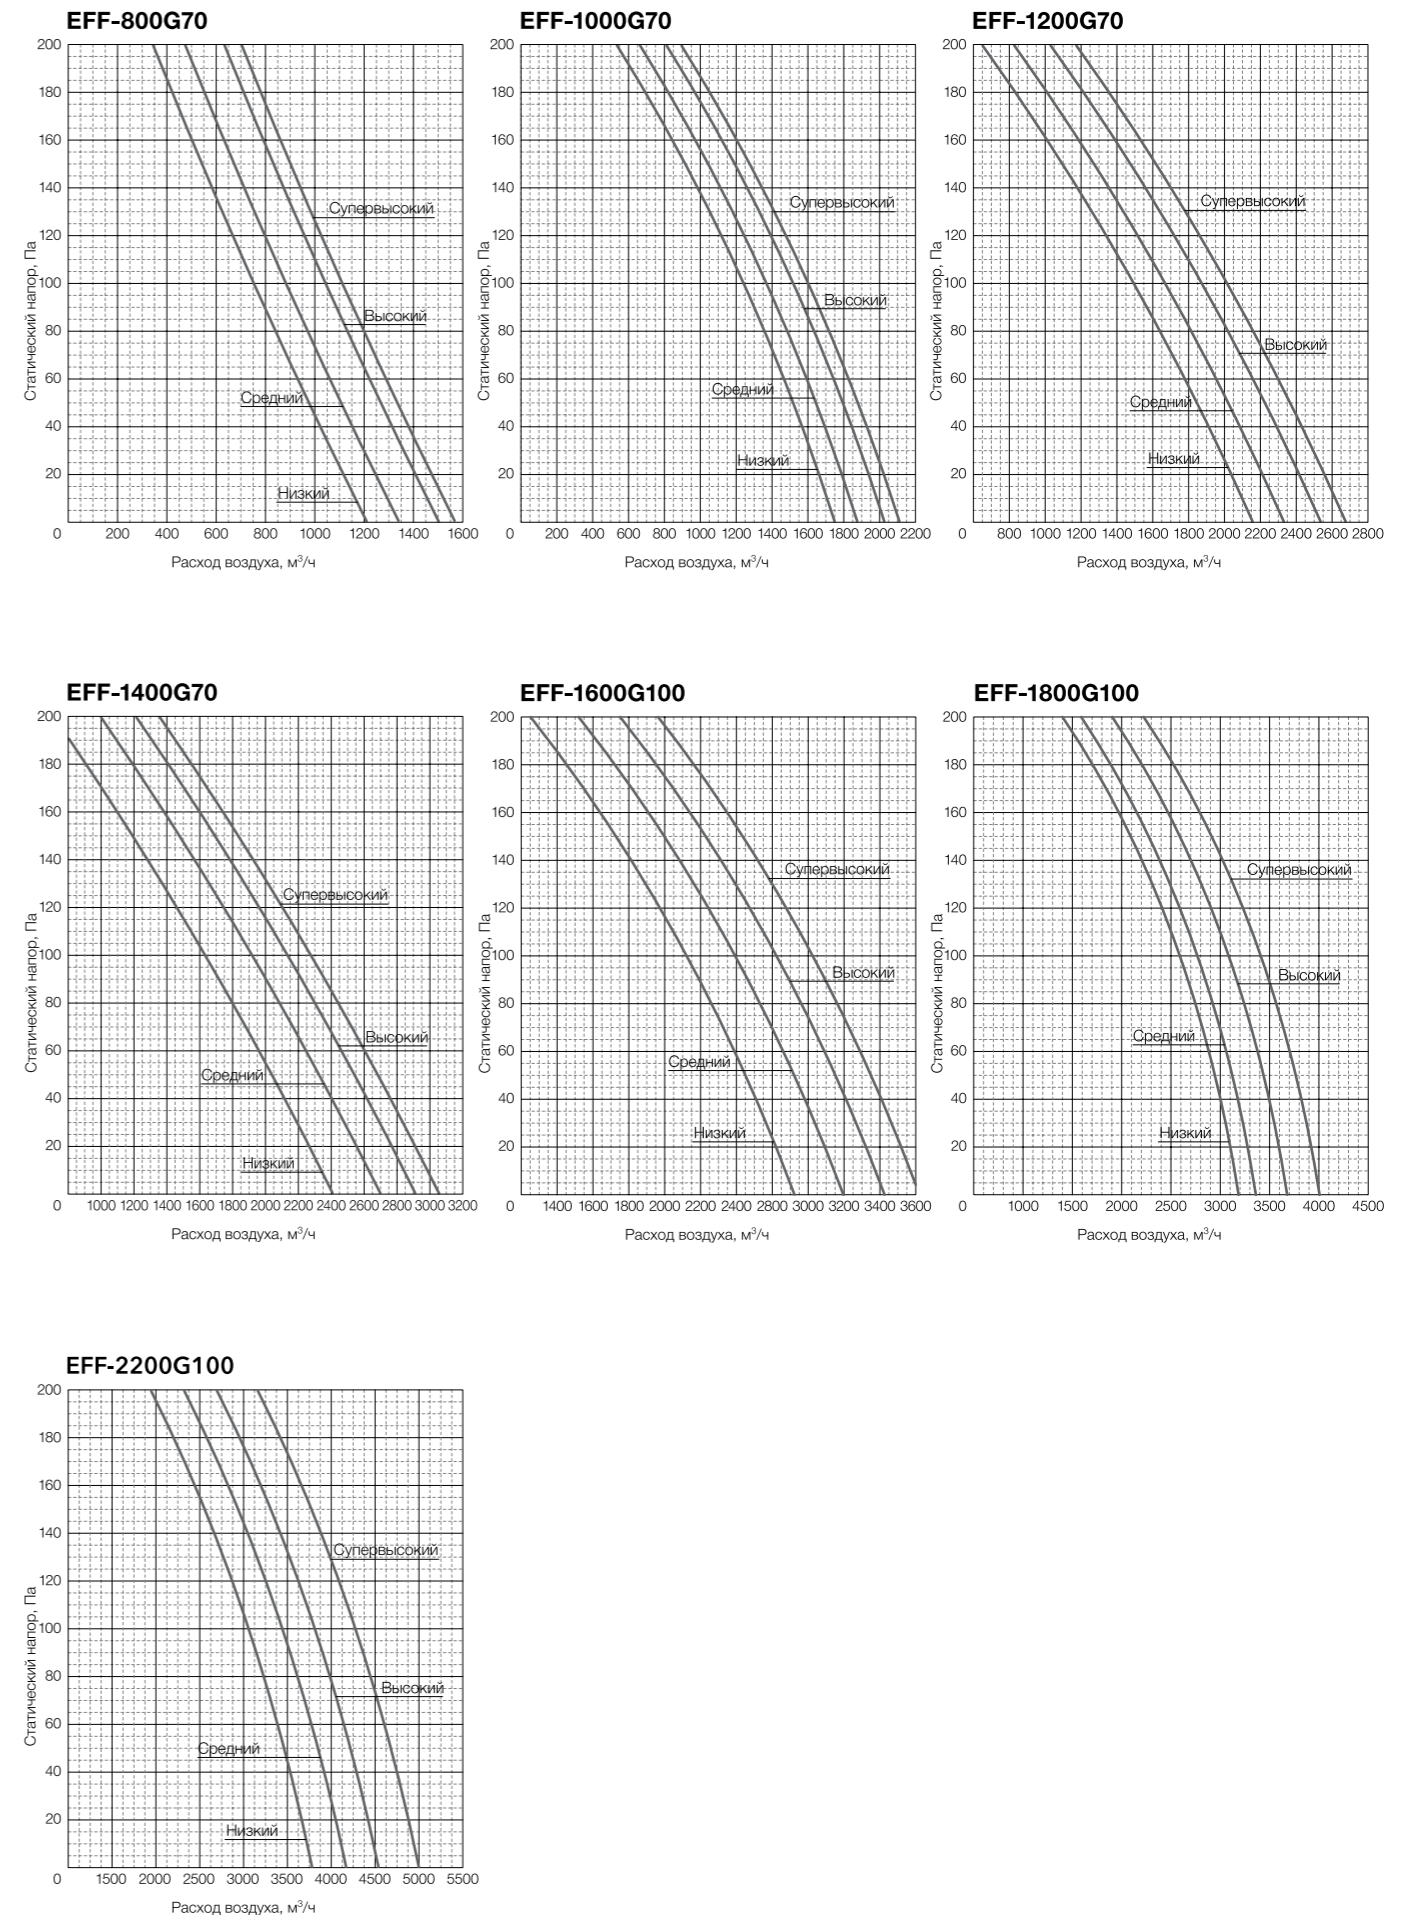 EFF-800G70
200
180
160
140
120
100
80
60
40
20
Статический напор, Па
Супервысокий
Высокий
Средний
Низкий
0 200 400 600 800 1000 1200 1400 1600
Расход воздуха, м³/ч
EFF-1000G70
200
180
160
140
120
100
80
60
40
20
Статический напор, Па
Супервысокий
Высокий
Средний
Низкий
0 200 400 600 800 1000 1200 1400 1600 1800 2000 2200
Расход воздуха, м³/ч
EFF-1200G70
200
180
160
140
120
100
80
60
40
20
Статический напор, Па
Супервысокий
Высокий
Средний
Низкий
0 800 1000 1200 1400 1600 1800 2000 2200 2400 2600 2800
Расход воздуха, м³/ч
EFF-1400G70
200
180
160
140
120
100
80
60
40
20
Статический напор, Па
Супервысокий
Высокий
Средний
Низкий
0 1000 1200 1400 1600 1800 2000 2200 2400 2600 2800 3000 3200
Расход воздуха, м³/ч
EFF-1600G100
200
180
160
140
120
100
80
60
40
20
Статический напор, Па
Супервысокий
Высокий
Средний
Низкий
0 1400 1600 1800 2000 2200 2400 2800 3000 3200 3400 3600
Расход воздуха, м³/ч
EFF-1800G100
200
180
160
140
120
100
80
60
40
20
Статический напор, Па
Супервысокий
Высокий
Средний
Низкий
0 1000 1500 2000 2500 3000 3500 4000 4500
Расход воздуха, м³/ч
EFF-2200G100
200
180
160
140
120
100
80
60
40
20
Статический напор, Па
Супервысокий
Высокий
Средний
Низкий
0 1500 2000 2500 3000 3500 4000 4500 5000 5500
Расход воздуха, м³/ч